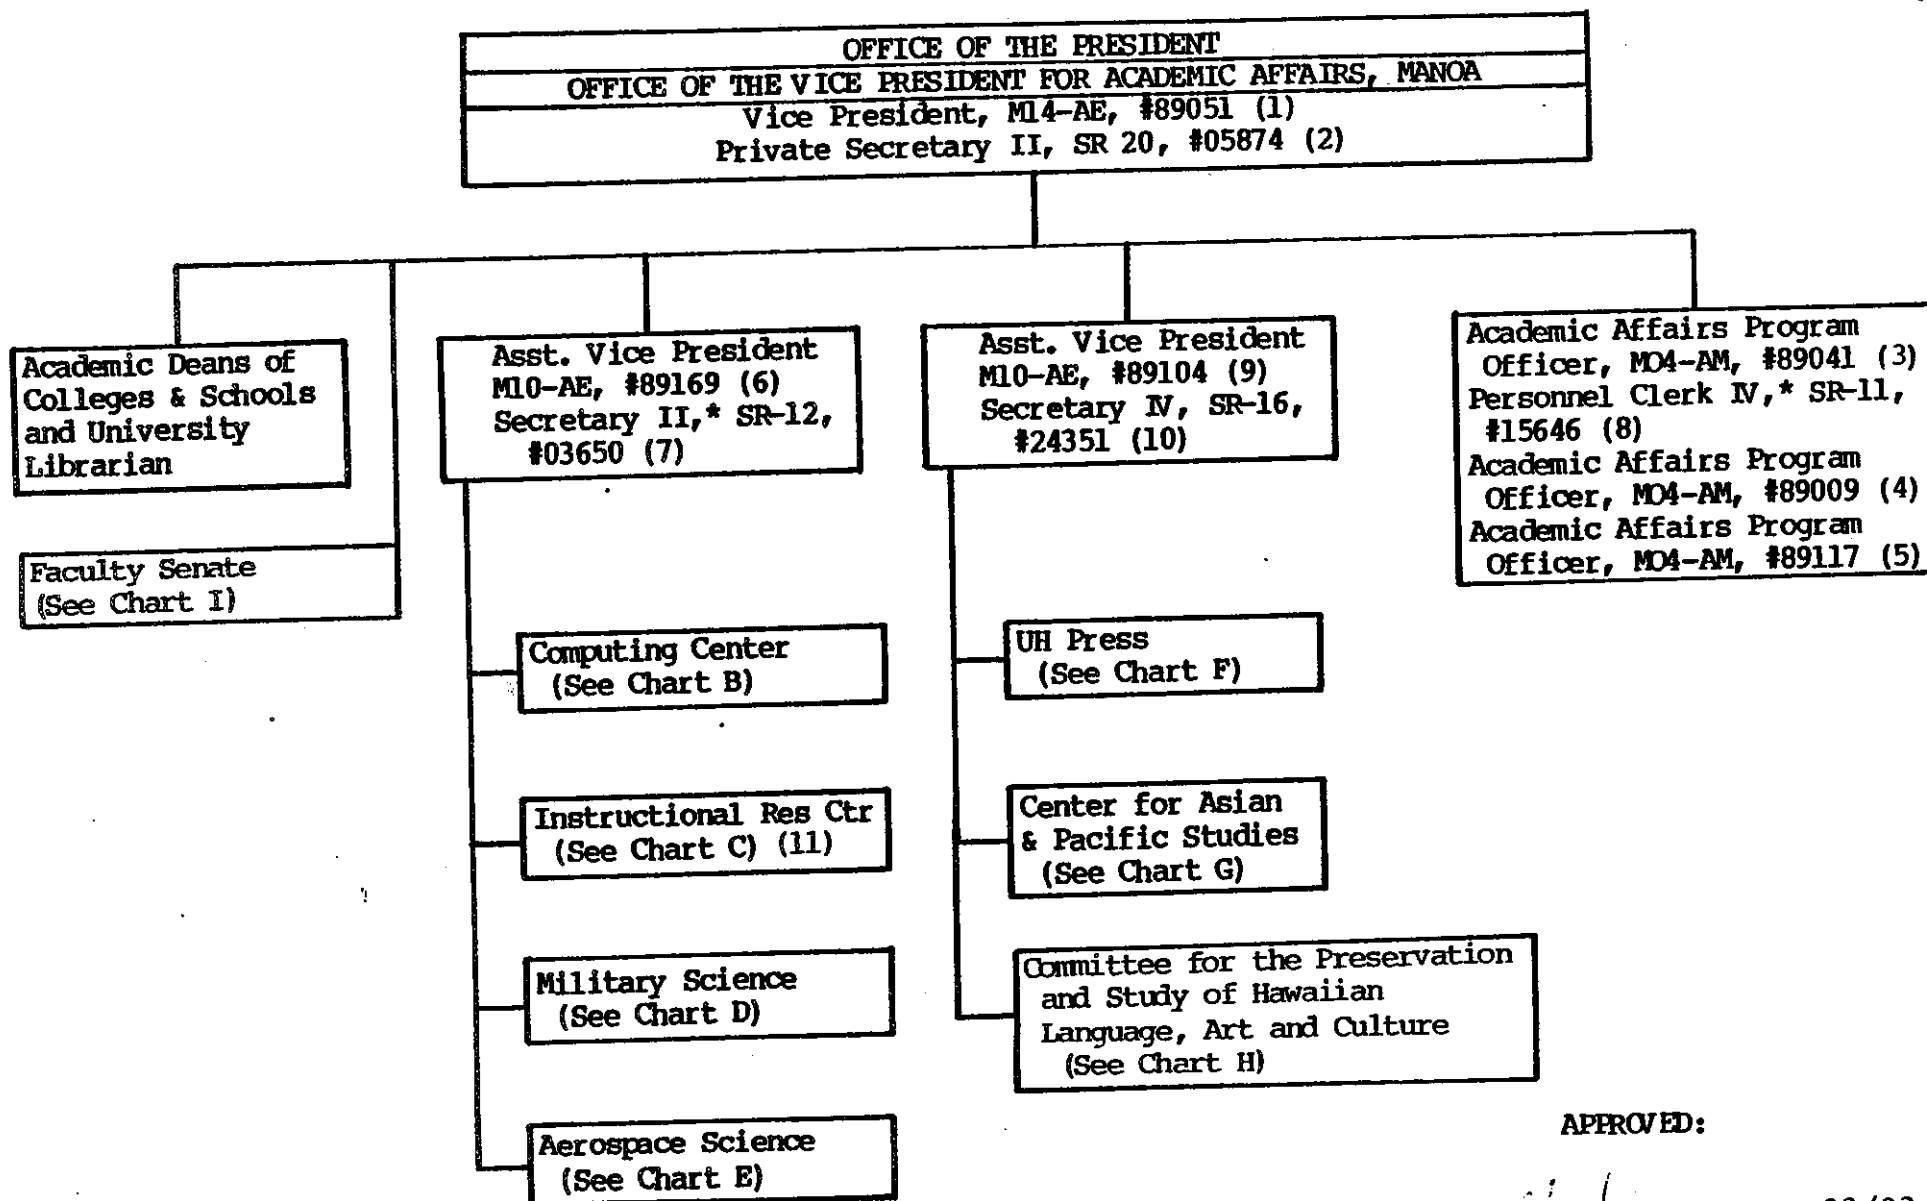 OFFICE OF THE PRESIDENT
OFFICE OF THE VICE PRESIDENT FOR ACADEMIC AFFAIRS, MANOA
Vice President, M14-AE, #89051 (1)
Private Secretary II, SR 20, #05874 (2)
Academic Deans of
Colleges & Schools
and University
Librarian
Faculty Senate
(See Chart I)
Asst. Vice President
M10-AE, #89169 (6)
Secretary II,* SR-12,
#03650 (7)
Computing Center
(See Chart B)
Instructional Res Ctr
(See Chart C) (11)
Military Science
(See Chart D)
Aerospace Science
(See Chart E)
Asst. Vice President
M10-AE, #89104 (9)
Secretary IV, SR-16,
#24351 (10)
UH Press
(See Chart F)
Center for Asian
& Pacific Studies
(See Chart G)
Committee for the Preservation
and Study of Hawaiian
Language, Art and Culture
(See Chart H)
Academic Affairs Program
Officer, MO4-AM, #89041 (3)
Personnel Clerk IV,* SR-11,
#15646 (8)
Academic Affairs Program
Officer, MO4-AM, #89009 (4)
Academic Affairs Program
Officer, MO4-AM, #89117 (5)
APPROVED: